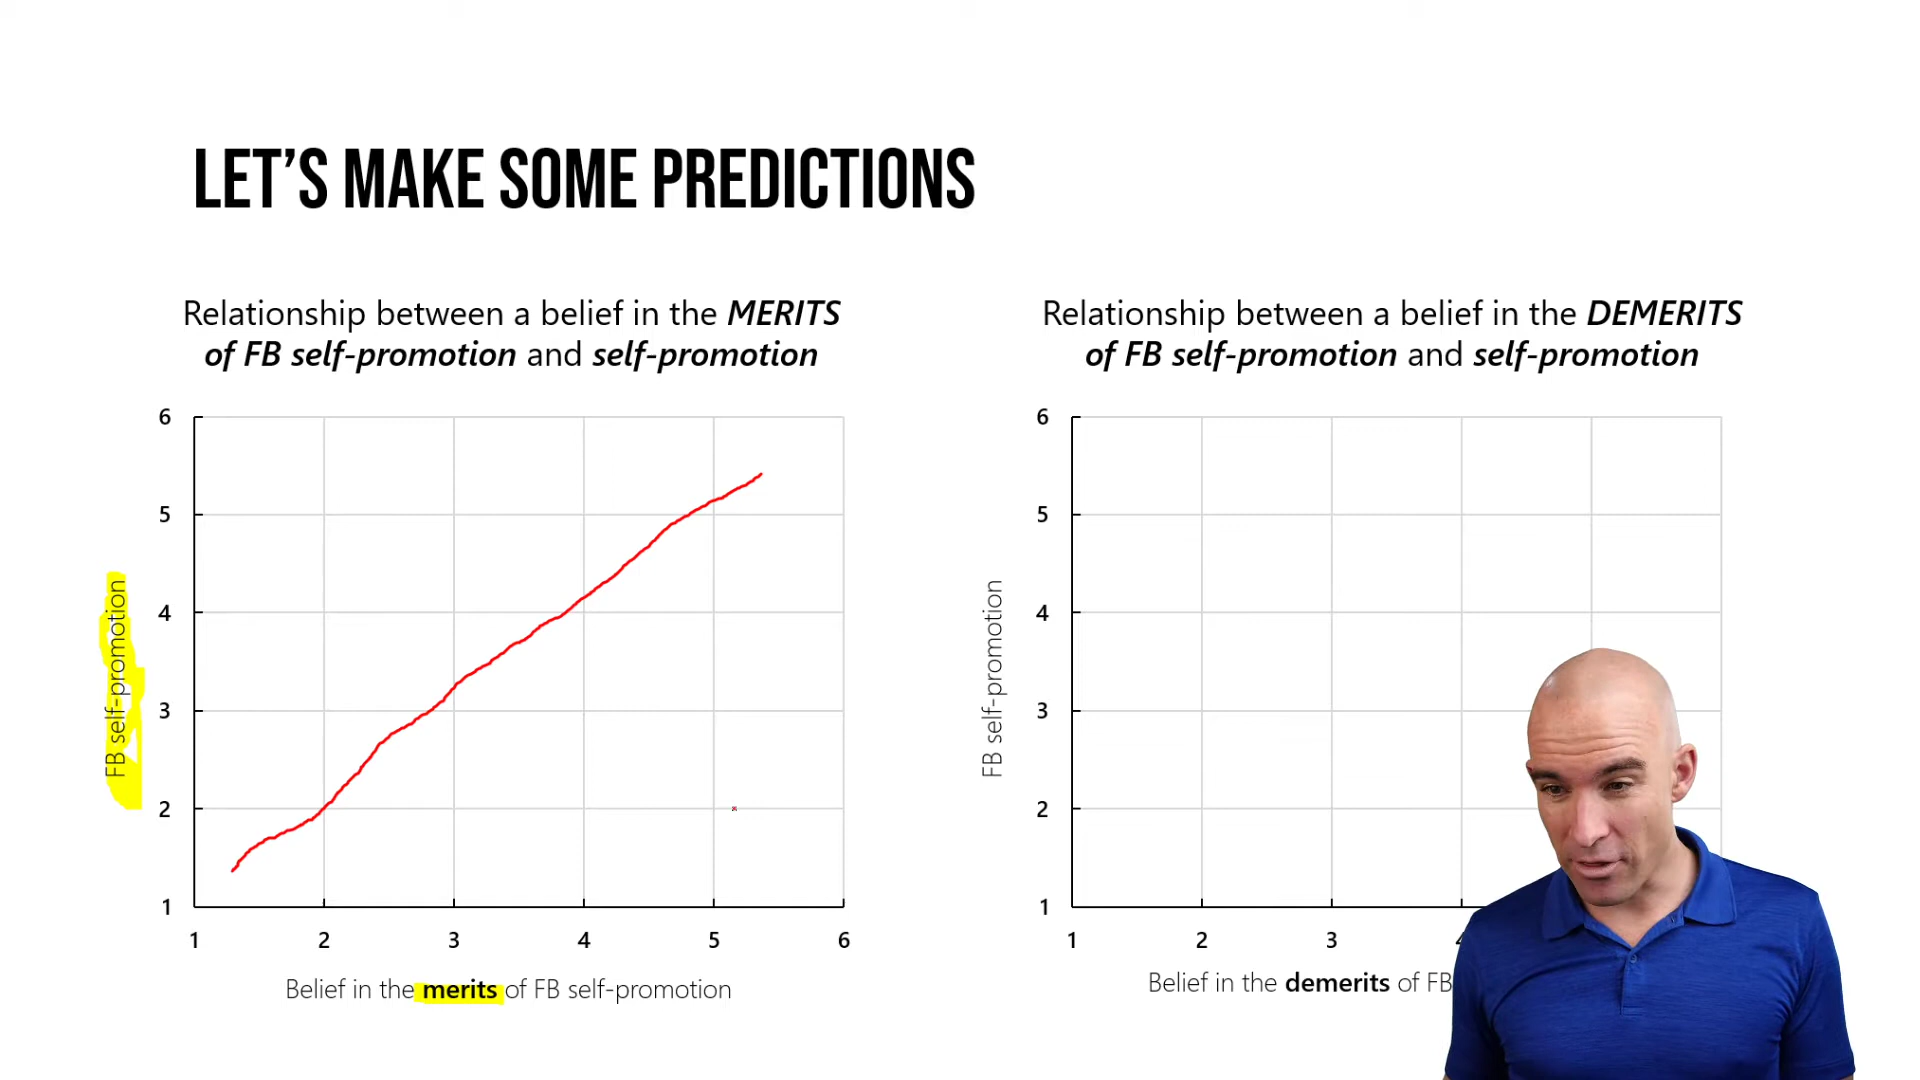 LET'S MAKE SOME PREDICTIONS
Relationship between a belief in the MERITS
of FB self-promotion and self-promotion
6
5
4
3
2
1
FB self-promotion
1 2 3 4 5 6
Belief in the merits of FB self-promotion
Relationship between a belief in the DEMERITS
of FB self-promotion and self-promotion
6
5
4
3
2
1
FB self-promotion
1 2 3
Belief in the demerits of FB